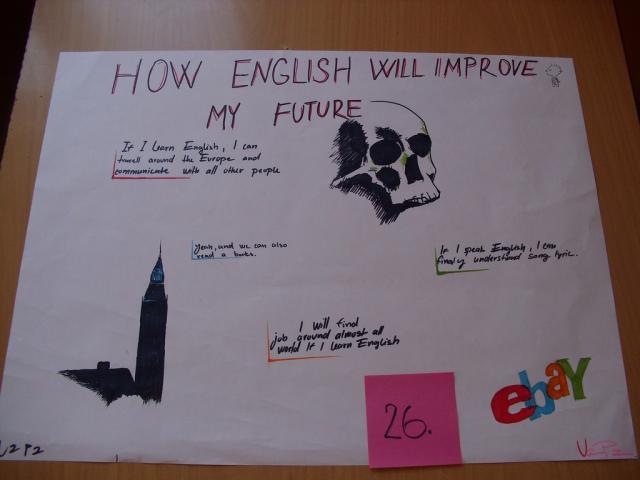 HOW ENGLISH WILL IMPROVE
MY FUTURE
If I learn English, I can
travell around the Europe and
communicate with all other people
Yeah, and we can also
read a books.
If I speak English, I can
finaly understand song lyric.
I will find
job around almost all
world If I learn English
ebay
26.